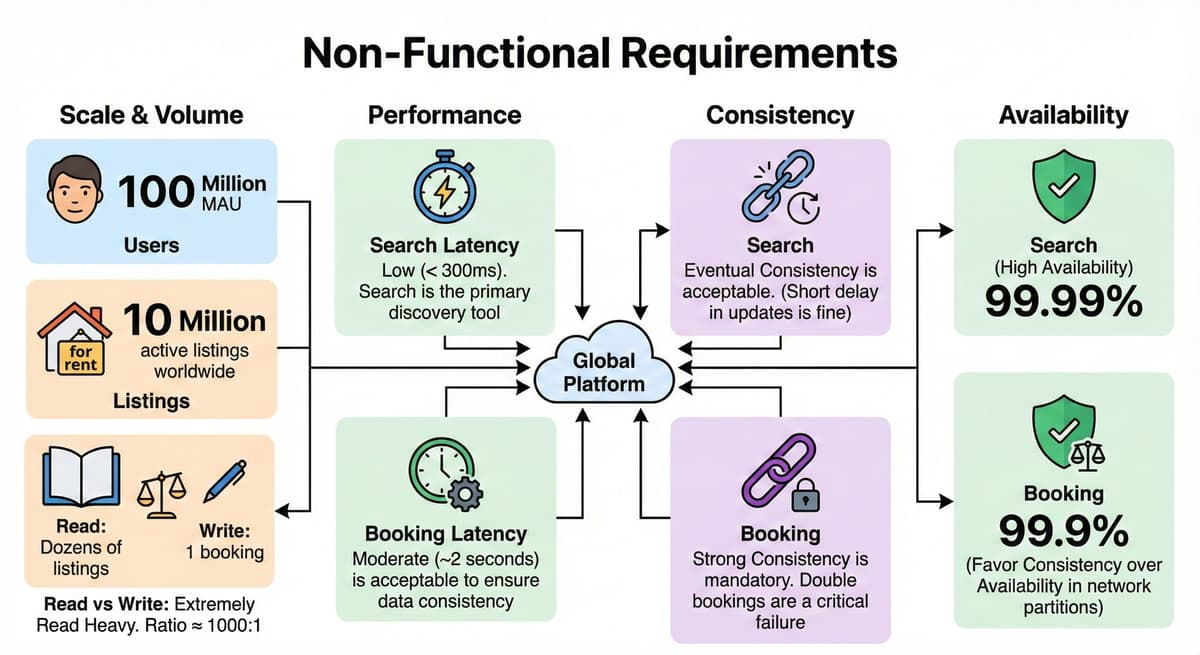 Non-Functional Requirements
Scale & Volume
100 Million
MAU
Users
for
rent
10 Million
active listings
worldwide
Listings
Read:
Dozens of
listings
Write:
1 booking
Read vs Write: Extremely
Read Heavy. Ratio ≈ 1000:1
Performance
Search Latency
Low (< 300ms).
Search is the primary
discovery tool
Booking Latency
Moderate (~2 seconds)
is acceptable to ensure
data consistency
Global
Platform
Consistency
Search
Eventual Consistency is
acceptable. (Short delay
in updates is fine)
Booking
Strong Consistency is
mandatory. Double
bookings are a critical
failure
Availability
Search
(High Availability)
99.99%
Booking
99.9%
(Favor Consistency over
Availability in network
partitions)